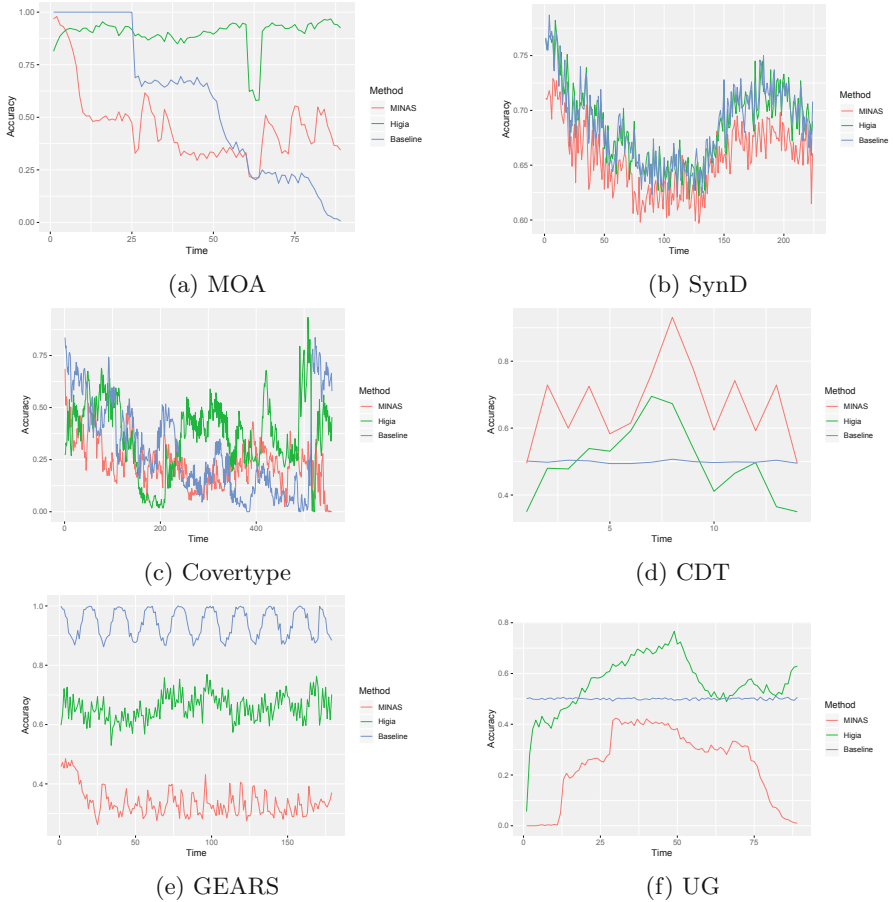 1.00
0.75
0.50
0.25
0.00
Accuracy
0
25
50
75
Time
Method
MINAS
Higia
Baseline
(a) MOA
0.75
0.70
0.65
0.60
Accuracy
0
50
100
150
200
Time
Method
MINAS
Higia
Baseline
(b) SynD
0.75
0.50
0.25
0.00
Accuracy
0
200
400
Time
Method
MINAS
Higia
Baseline
(c) Covertype
0.8
0.6
0.4
Accuracy
5
10
Time
Method
MINAS
Higia
Baseline
(d) CDT
1.0
0.8
0.6
0.4
Accuracy
0
50
100
150
Time
Method
MINAS
Higia
Baseline
(e) GEARS
0.8
0.6
0.4
0.2
0.0
Accuracy
0
25
50
75
Time
Method
MINAS
Higia
Baseline
(f) UG